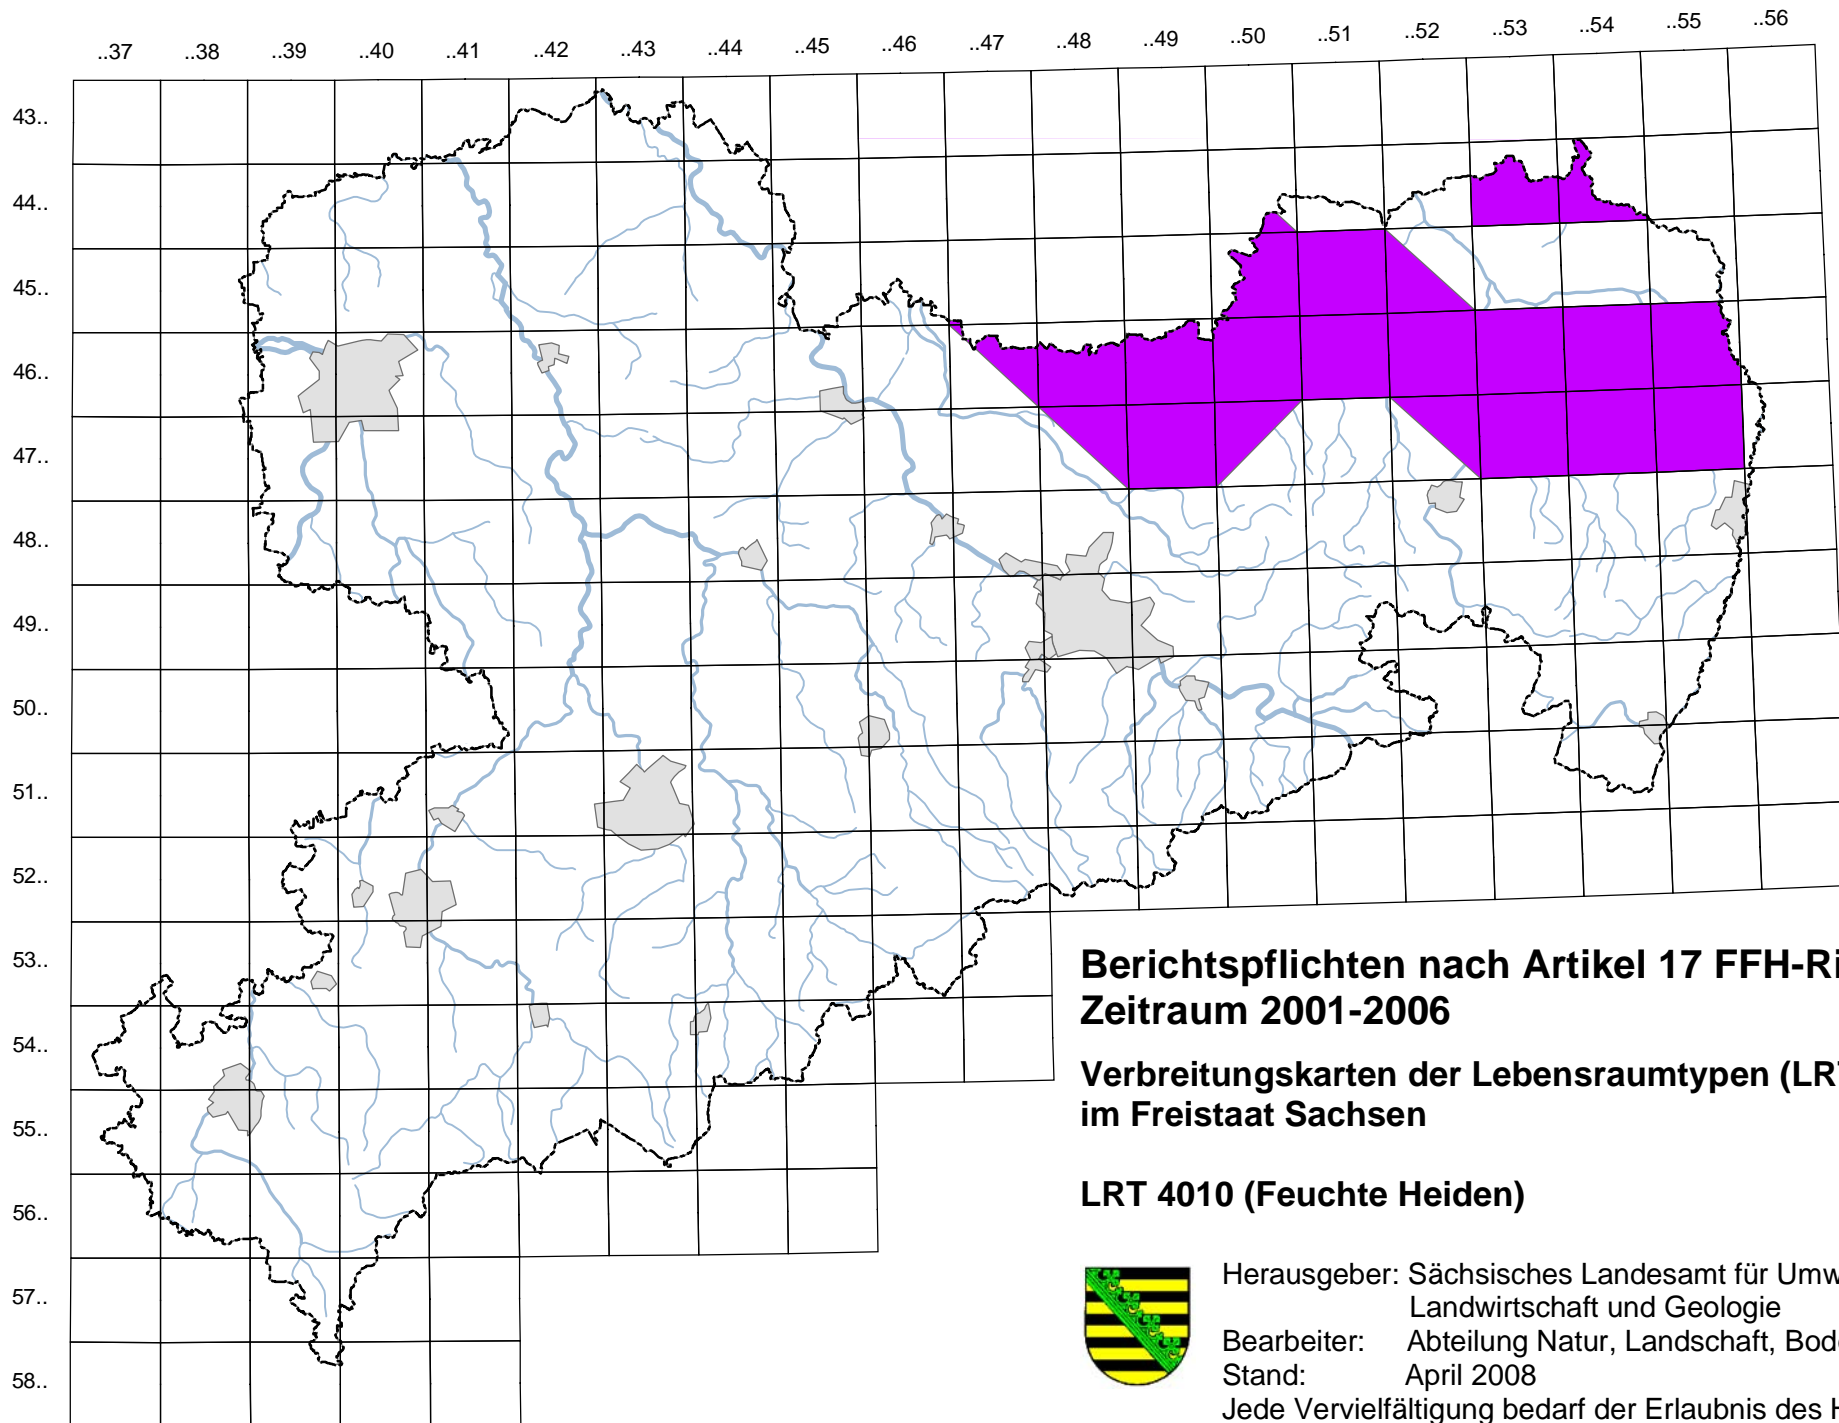 ..37 ..38 ..39 ..40 ..41 ..42 ..43 ..44 ..45 ..46 ..47 ..48 ..49 ..50 ..51 ..52 ..53 ..54 ..55 ..56
43..
44..
45..
46..
47..
48..
49..
50..
51..
52..
53..
54..
55..
56..
57..
58..
Berichtspflichten nach Artikel 17 FFH-Ri
Zeitraum 2001-2006
Verbreitungskarten der Lebensraumtypen (LRT
im Freistaat Sachsen
LRT 4010 (Feuchte Heiden)
Herausgeber: Sächsisches Landesamt für Umw
Landwirtschaft und Geologie
Bearbeiter: Abteilung Natur, Landschaft, Bod
Stand: April 2008
Jede Vervielfältigung bedarf der Erlaubnis des H